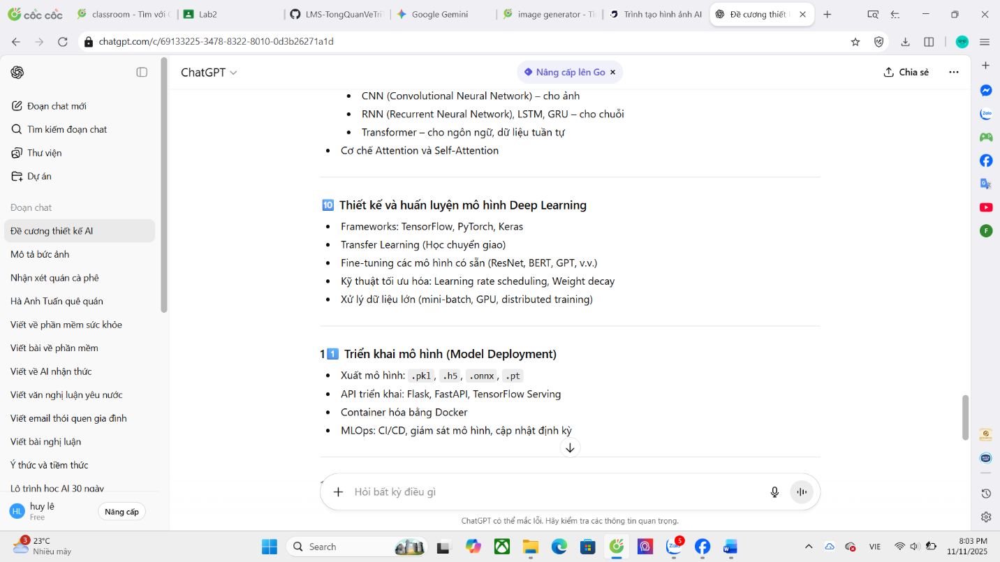 cốc cốc
classroom - Tìm với C
Lab2
LMS-TongQuanVeTri
Google Gemini
image generator - Tì
Trình tạo hình ảnh AI
Đề cương thiết
chatgpt.com/c/69133225-3478-8322-8010-0d3b26271a1d
ChatGPT
Nâng cấp lên Go
Chia sẻ
Đoạn chat mới
Tìm kiếm đoạn chat
Thư viện
Dự án
Đoạn chat
Đề cương thiết kế AI
Mô tả bức ảnh
Nhận xét quán cà phê
Hà Anh Tuấn quê quán
Viết về phần mềm sức khỏe
Viết bài về phần mềm
Viết về AI nhận thức
Viết văn nghị luận yêu nước
Viết email thói quen gia đình
Viết bài nghị luận
Ý thức và tiềm thức
Lộ trình học AI 30 ngày
HL
huy lê
Free
Nâng cấp
CNN (Convolutional Neural Network) – cho ảnh
RNN (Recurrent Neural Network), LSTM, GRU – cho chuỗi
Transformer – cho ngôn ngữ, dữ liệu tuần tự
Cơ chế Attention và Self-Attention
10 Thiết kế và huấn luyện mô hình Deep Learning
Frameworks: TensorFlow, PyTorch, Keras
Transfer Learning (Học chuyển giao)
Fine-tuning các mô hình có sẵn (ResNet, BERT, GPT, v.v.)
Kỹ thuật tối ưu hóa: Learning rate scheduling, Weight decay
Xử lý dữ liệu lớn (mini-batch, GPU, distributed training)
1 1 Triển khai mô hình (Model Deployment)
Xuất mô hình: .pkl, .h5, .onnx, .pt
API triển khai: Flask, FastAPI, TensorFlow Serving
Container hóa bằng Docker
MLOps: CI/CD, giám sát mô hình, cập nhật định kỳ
Hỏi bất kỳ điều gì
ChatGPT có thể mắc lỗi. Hãy kiểm tra các thông tin quan trọng.
Zalo
F
3
23°C
Nhiều mây
Search
Zalo
5
VIE
8:03 PM
11/11/2025